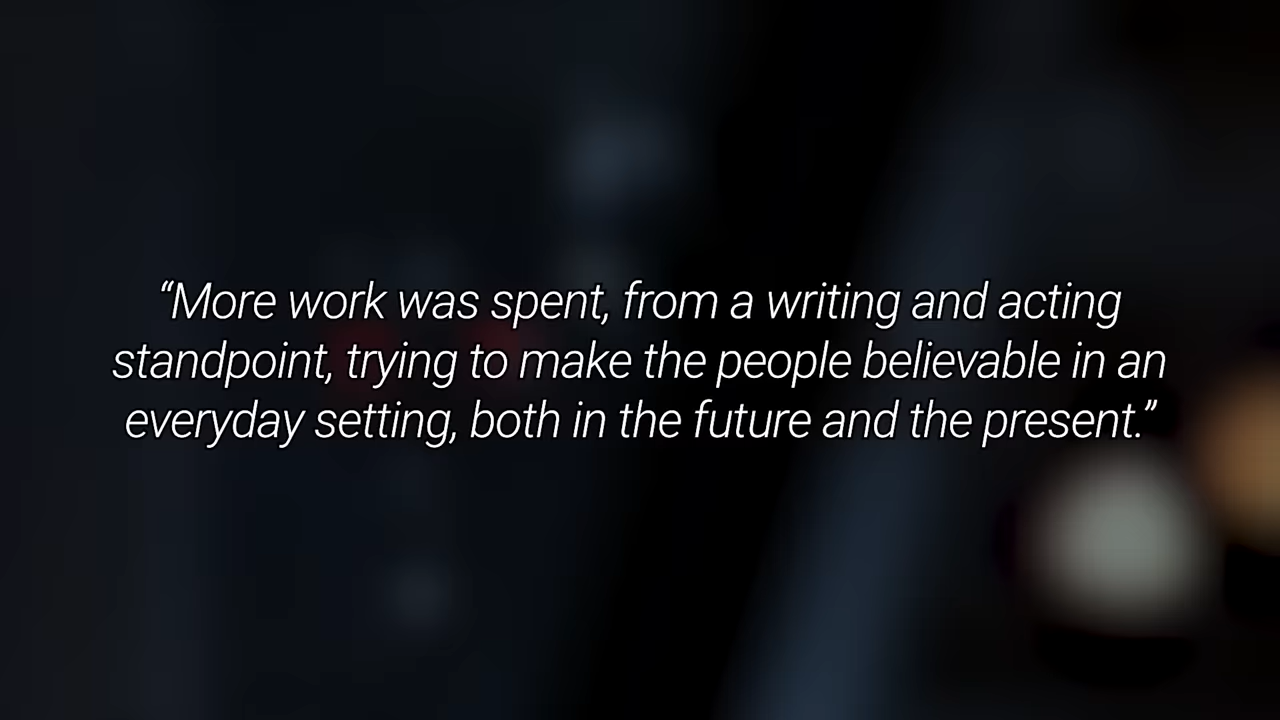 “More work was spent, from a writing and acting
standpoint, trying to make the people believable in an
everyday setting, both in the future and the present.”